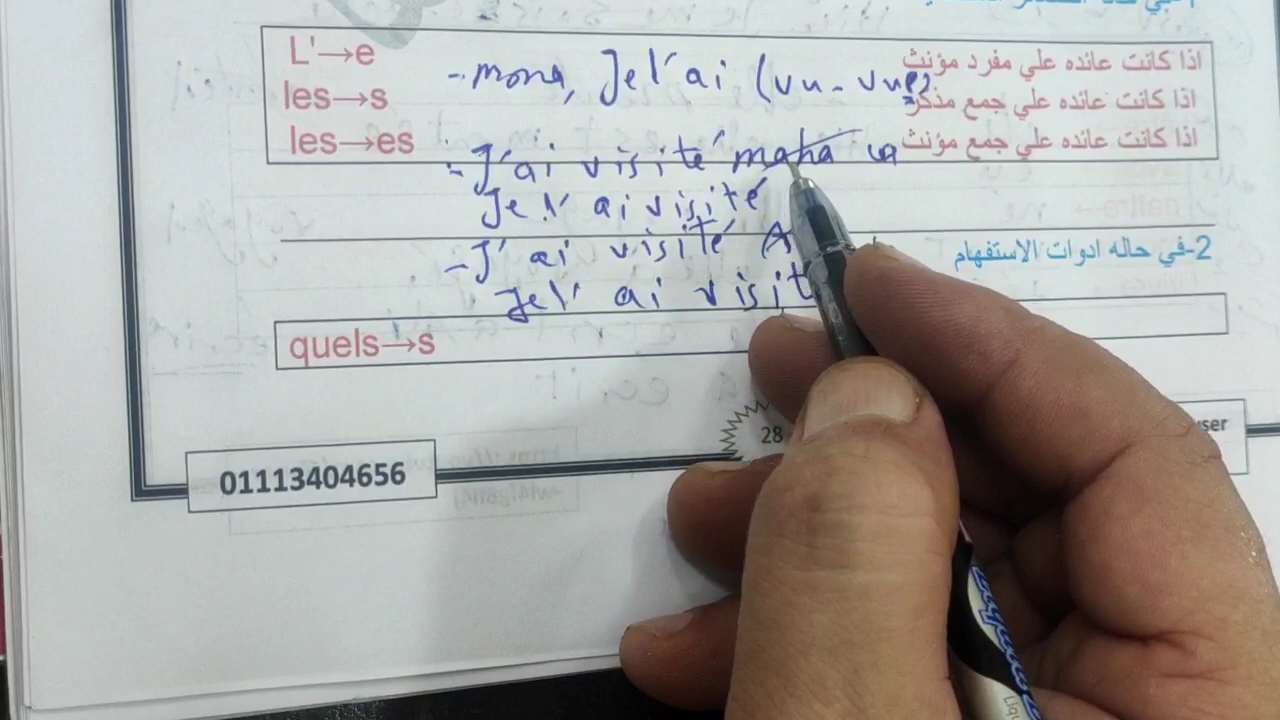 L'→e
- mona, Je l'ai (vu - vue)
اذا كانت عائده علي مفرد مؤنث
les→s
اذا كانت عائده علي جمع مذكر
les→es
اذا كانت عائده علي جمع مؤنث
- J'ai visité maha
Je l'ai visité
2-في حاله ادوات الاستفهام
- J'ai visité A
Je l'ai visit
quels→s
28
01113404656